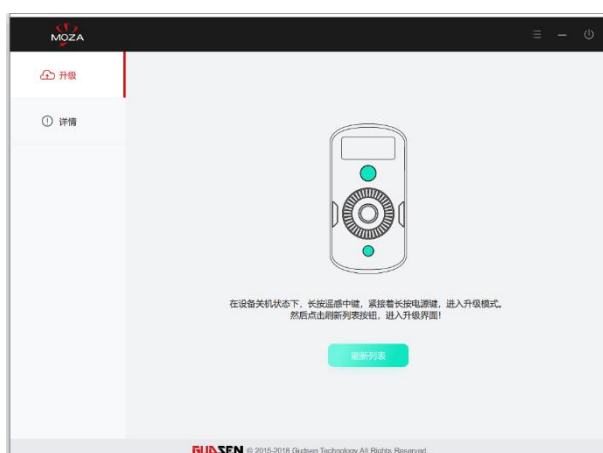 MOZA
升级
详情
在设备关机状态下，长按遥感中键，紧接着长按电源键，进入升级模式。
然后点击刷新列表按钮，进入升级界面！
刷新列表
GUDSEN © 2015-2018 Gudsen Technology.All Rights Reserved.